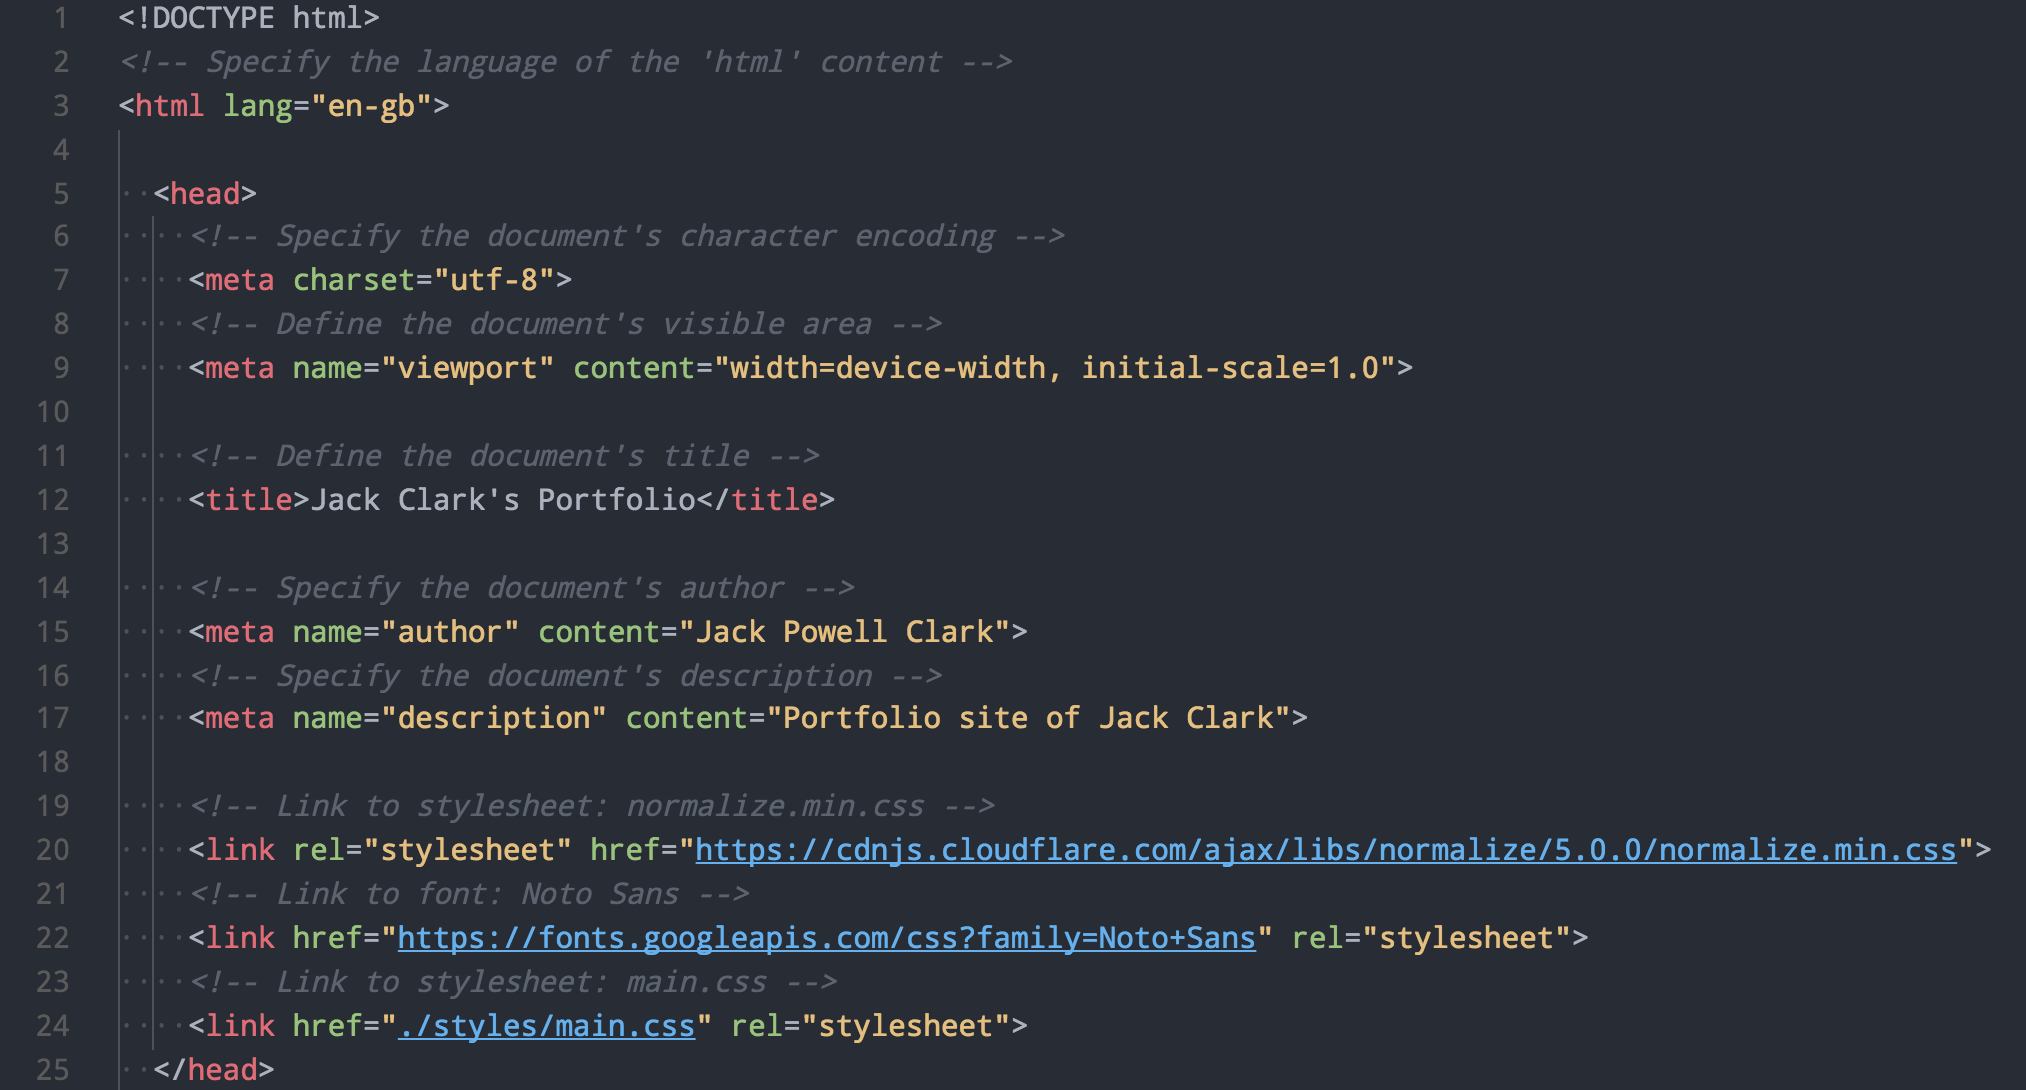 1 <!DOCTYPE html>
2 <!-- Specify the language of the 'html' content -->
3 <html lang="en-gb">
4
5 <head>
6 <!-- Specify the document's character encoding -->
7 <meta charset="utf-8">
8 <!-- Define the document's visible area -->
9 <meta name="viewport" content="width=device-width, initial-scale=1.0">
10
11 <!-- Define the document's title -->
12 <title>Jack Clark's Portfolio</title>
13
14 <!-- Specify the document's author -->
15 <meta name="author" content="Jack Powell Clark">
16 <!-- Specify the document's description -->
17 <meta name="description" content="Portfolio site of Jack Clark">
18
19 <!-- Link to stylesheet: normalize.min.css -->
20 <link rel="stylesheet" href="https://cdnjs.cloudflare.com/ajax/libs/normalize/5.0.0/normalize.min.css">
21 <!-- Link to font: Noto Sans -->
22 <link href="https://fonts.googleapis.com/css?family=Noto+Sans" rel="stylesheet">
23 <!-- Link to stylesheet: main.css -->
24 <link href="./styles/main.css" rel="stylesheet">
25 </head>